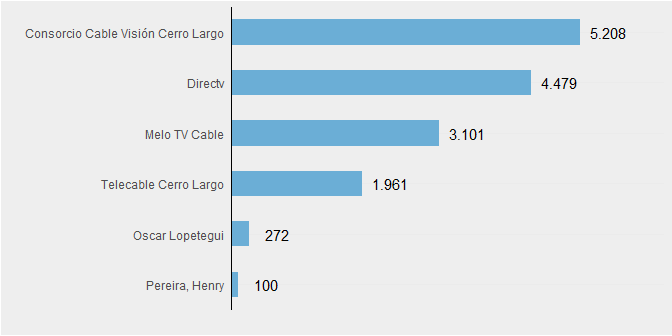 Consorcio Cable Visión Cerro Largo 5.208
Directv 4.479
Melo TV Cable 3.101
Telecable Cerro Largo 1.961
Oscar Lopetegui 272
Pereira, Henry 100